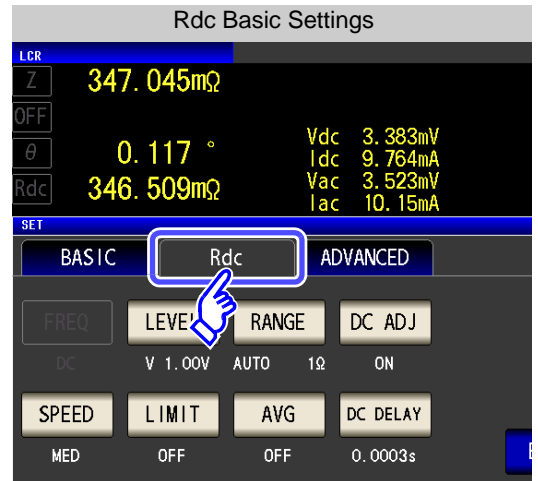 Rdc Basic Settings
LCR
Z 347.045mΩ
OFF
θ 0.117 °
Rdc 346.509mΩ
Vdc 3.383mV
Idc 9.764mA
Vac 3.523mV
Iac 10.15mA
SET
BASIC Rdc ADVANCED
FREQ LEVEL RANGE DC ADJ
DC V 1.00V AUTO 1Ω ON
SPEED LIMIT AVG DC DELAY
MED OFF OFF 0.0003s